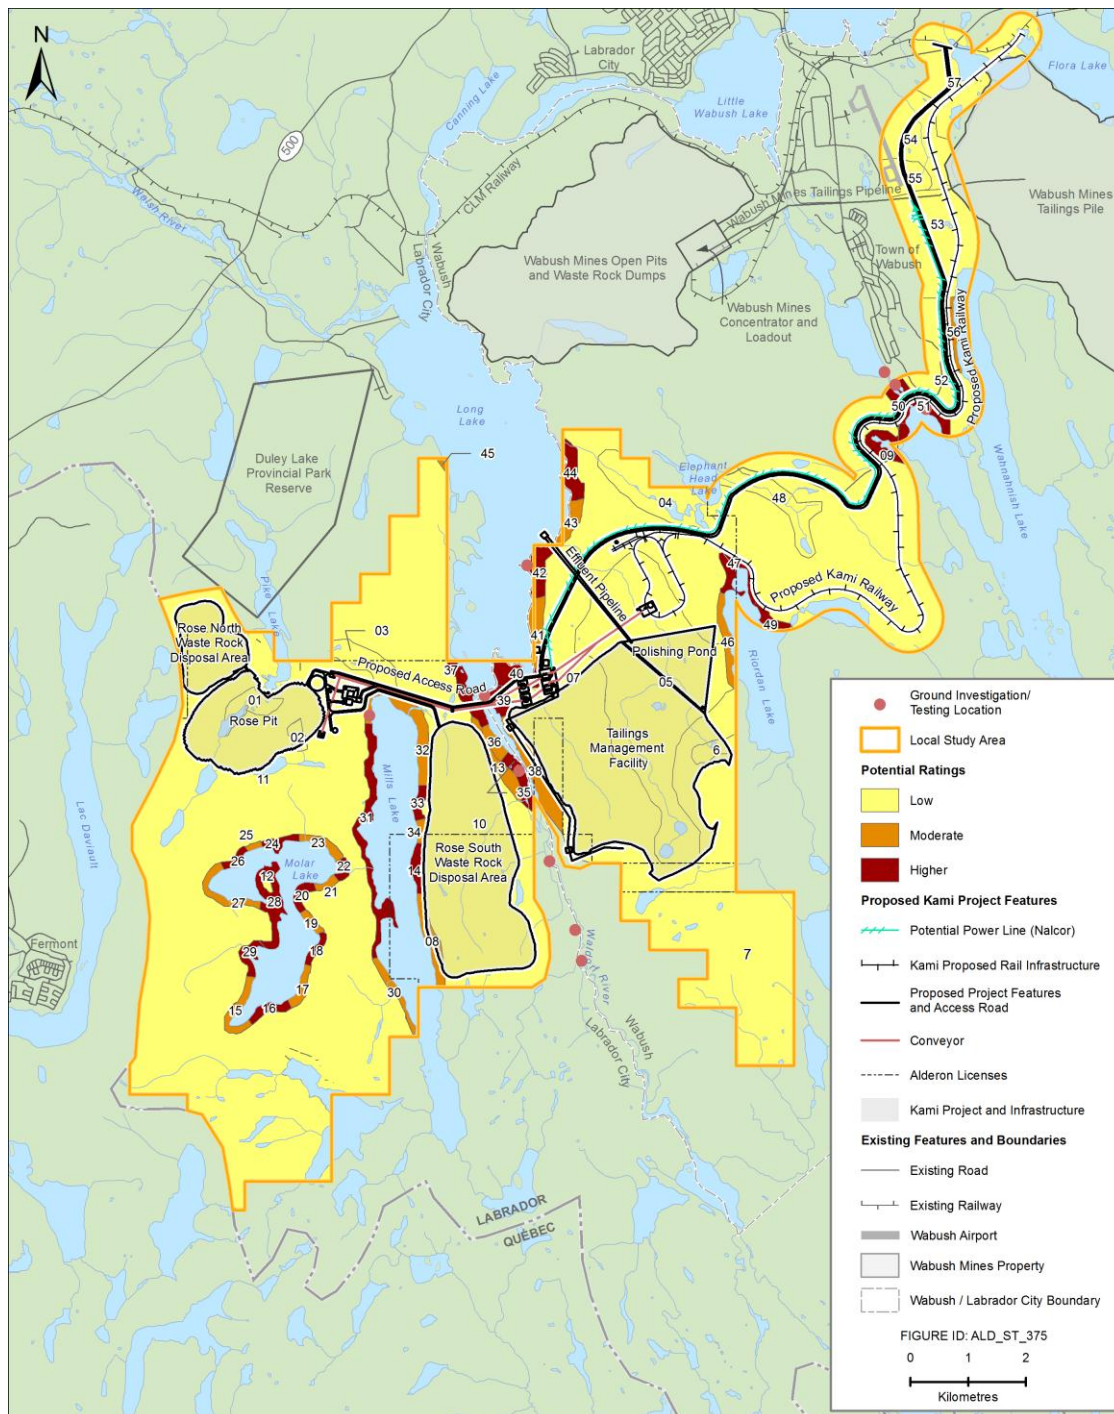 N
Labrador
City
Flora Lake
Canning Lake
Little
Wabush Lake
57
500
54
55
CLM Railway
Wabush Mines Tailings Pipeline
Walsh River
Wabush Mines
Tailings Pile
53
Wabush
Labrador City
Wabush Mines Open Pits
and Waste Rock Dumps
Town of
Wabush
Wabush Mines
Concentrator and
Loadout
56
Proposed Kami Railway
52
50
51
Long
Lake
45
09
Duley Lake
Provincial Park
Reserve
44
Elephant
Head
Lake
04
48
43
Wahnahnish Lake
42
Effluent Pipeline
47
Proposed Kami Railway
Pike Lake
49
Rose North
Waste Rock
Disposal Area
03
41
46
Polishing Pond
Riordan Lake
37
40
Proposed Access Road
07
05
01
39
Rose Pit
02
32
36
Tailings
Management
Facility
6
11
13
38
35
Mills Lake
33
31
Lac Daviault
10
34
25
24
23
26
Molar
Lake
22
12
14
Rose South
Waste Rock
Disposal Area
21
27
28
20
19
18
29
08
Fermont
Waldorf River
7
17
30
15
16
Wabush
Labrador City
LABRADOR
QUÉBEC
Ground Investigation/
Testing Location
Local Study Area
Potential Ratings
Low
Moderate
Higher
Proposed Kami Project Features
Potential Power Line (Nalcor)
Kami Proposed Rail Infrastructure
Proposed Project Features
and Access Road
Conveyor
Alderon Licenses
Kami Project and Infrastructure
Existing Features and Boundaries
Existing Road
Existing Railway
Wabush Airport
Wabush Mines Property
Wabush / Labrador City Boundary
FIGURE ID: ALD_ST_375
0 1 2
Kilometres